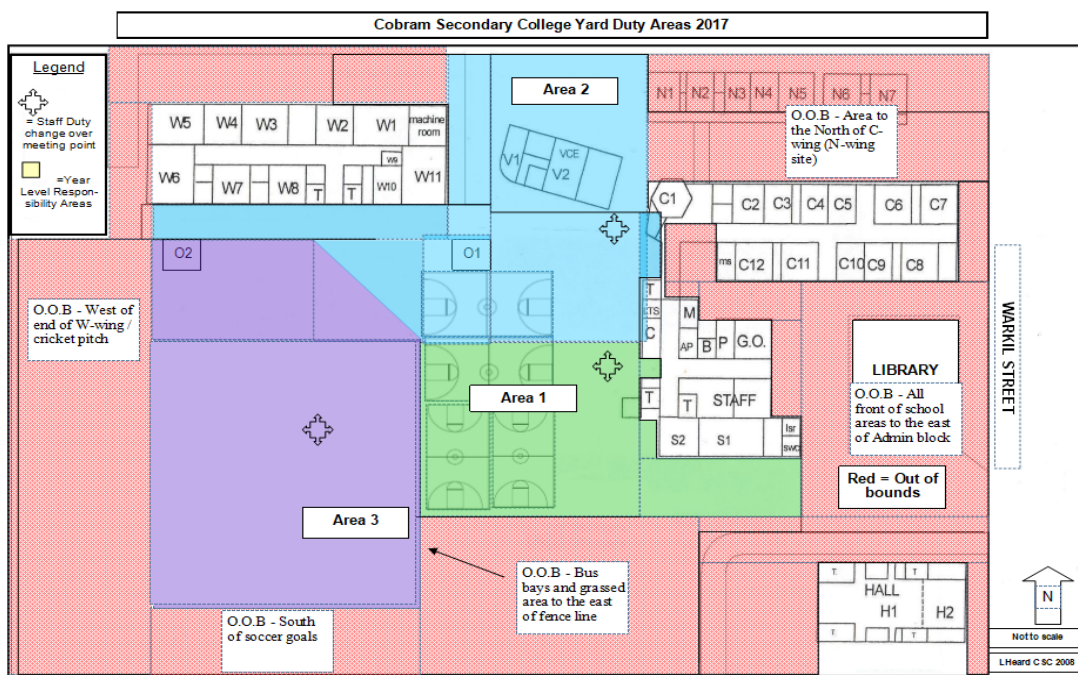 Cobram Secondary College Yard Duty Areas 2017
Legend
= Staff Duty
change over
meeting point
=Year
Level Respon-
sibility Areas
Area 2
N1 N2 N3 N4 N5 N6 N7
O.O.B - Area to
the North of C-
wing (N-wing
site)
W5 W4 W3 W2 W1 machine
room
W6 W7 W8 T T W9 W10 W11
V1 VCE
V2
C1 C2 C3 C4 C5 C6 C7
ms C12 C11 C10 C9 C8
O2 O1
O.O.B - West of
end of W-wing /
cricket pitch
T
C
M
AP B P G.O.
T T STAFF
S2 S1 lsr
swd
LIBRARY
O.O.B - All
front of school
areas to the east
of Admin block
WARKIL STREET
Area 1
Red = Out of
bounds
Area 3
O.O.B - Bus
bays and grassed
area to the east
of fence line
O.O.B - South
of soccer goals
T T
HALL
H1 H2
T T
N
Not to scale
LHeard CSC 2008